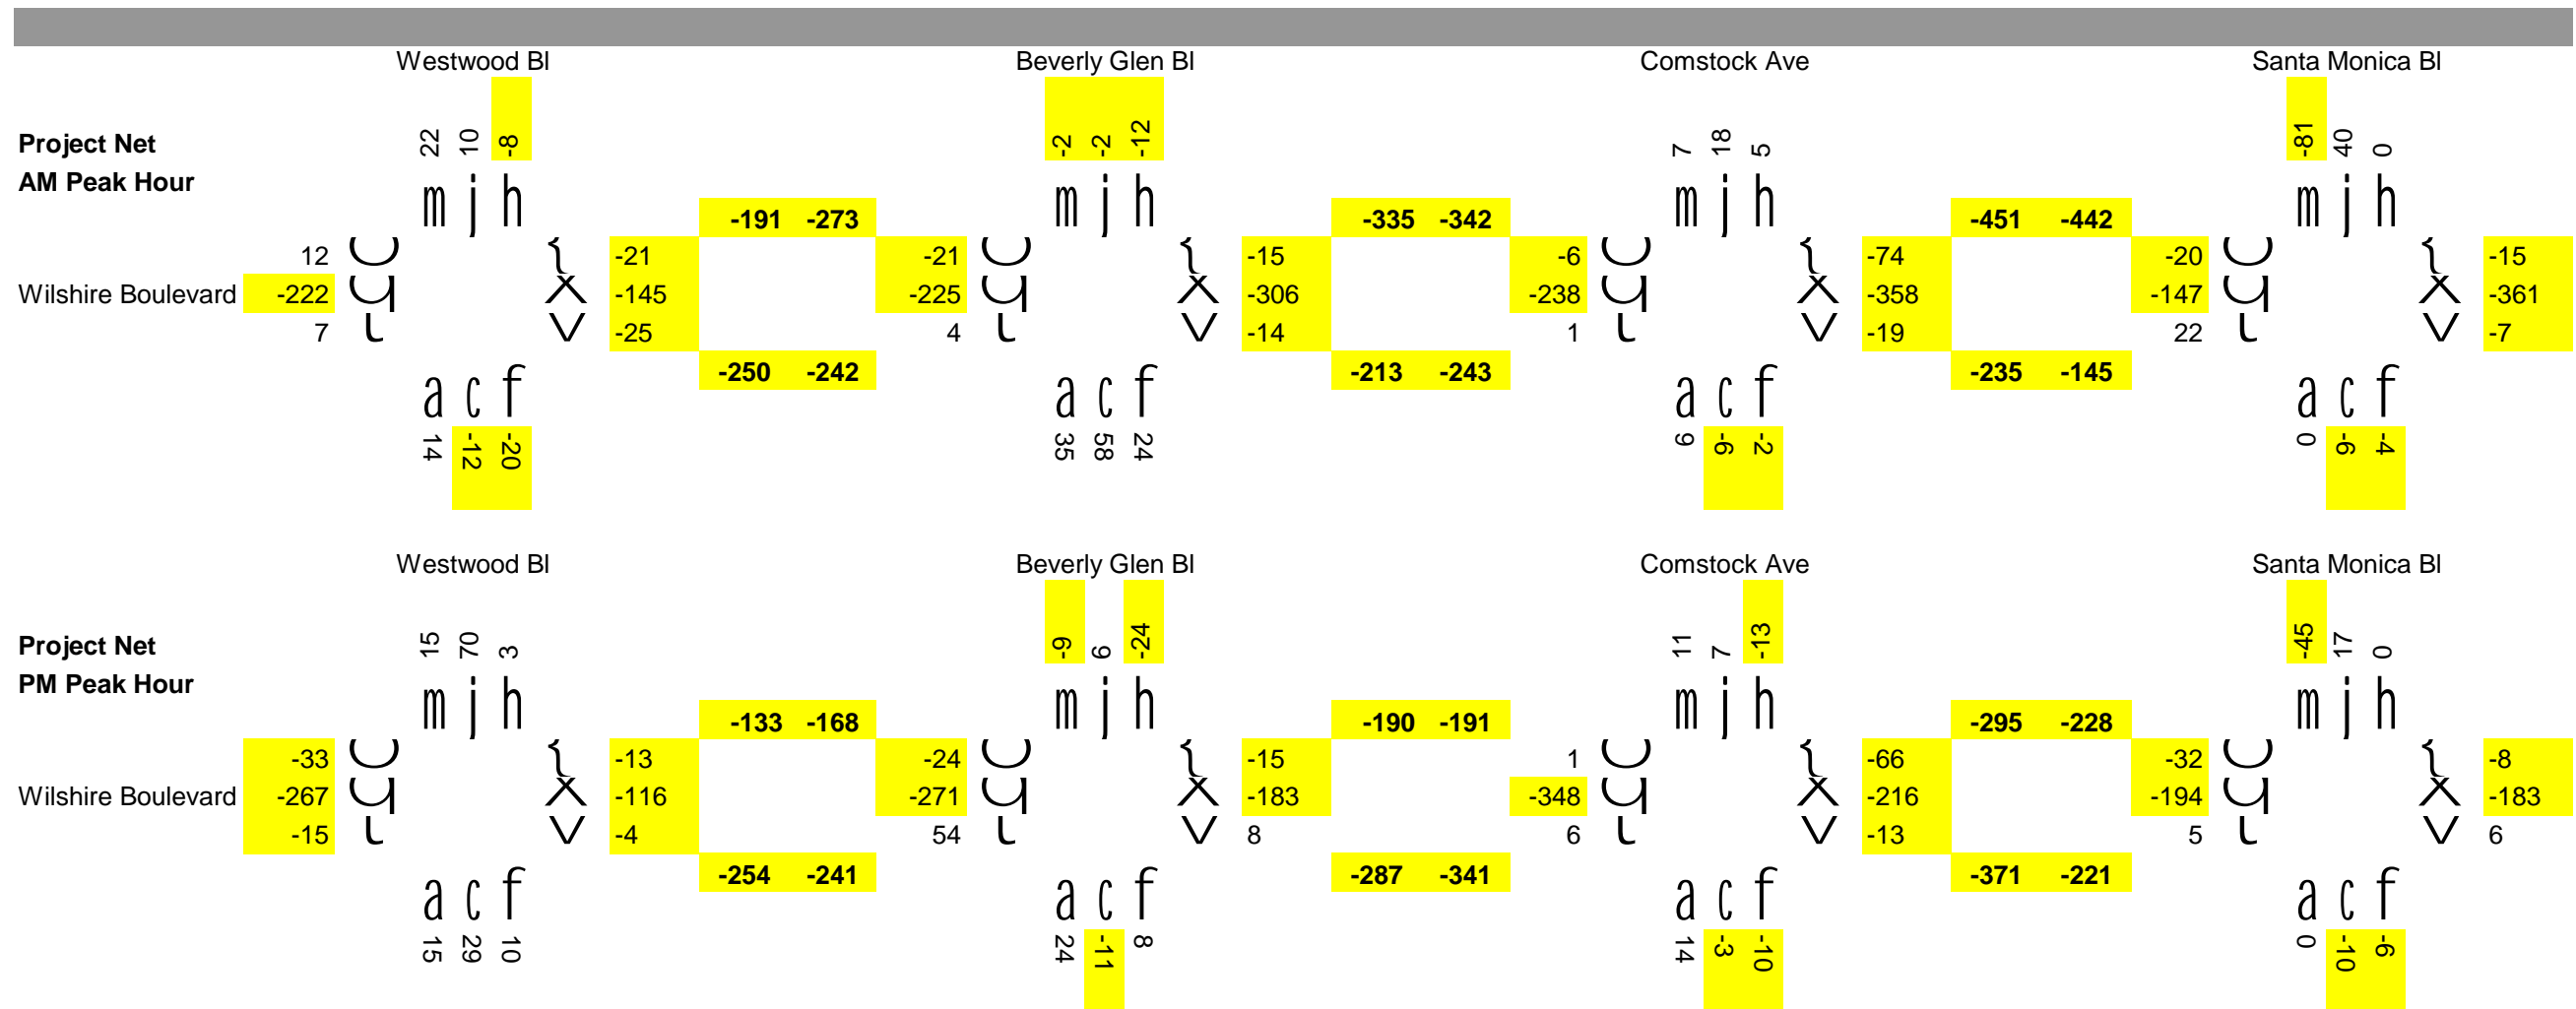 Westwood Bl Beverly Glen Bl Comstock Ave Santa Monica Bl
Project Net 22 10 -8 -2 -2 -12 7 18 5 -81 40 0
AM Peak Hour
m j h m j h m j h m j h
-191 -273 -335 -342 -451 -442
12 -21 -21 -15 -6 -74 -20 -15
Wilshire Boulevard -222 -145 -225 -306 -238 -358 -147 -361
7 -25 4 -14 1 -19 22 -7
-250 -242 -213 -243 -235 -145
a c f a c f a c f a c f
14 -12 -20 35 58 24 9 -6 -2 0 -6 -4
Westwood Bl Beverly Glen Bl Comstock Ave Santa Monica Bl
Project Net 15 70 3 -9 6 -24 11 7 -13 -45 17 0
PM Peak Hour
m j h m j h m j h m j h
-133 -168 -190 -191 -295 -228
-33 -13 -24 -15 1 -66 -32 -8
Wilshire Boulevard -267 -116 -271 -183 -348 -216 -194 -183
-15 -4 54 8 6 -13 5 6
-254 -241 -287 -341 -371 -221
a c f a c f a c f a c f
15 29 10 24 -11 8 14 -3 -10 0 -10 -6